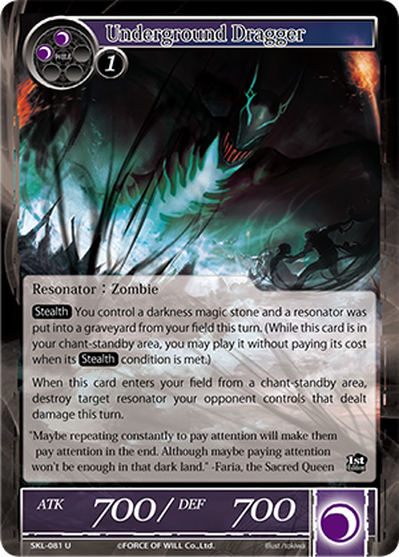 Underground Dragger
WILL
1
Resonator : Zombie
Stealth You control a darkness magic stone and a resonator was
put into a graveyard from your field this turn. (While this card is in
your chant-standby area, you may play it without paying its cost
when its Stealth condition is met.)
When this card enters your field from a chant-standby area,
destroy target resonator your opponent controls that dealt
damage this turn.
"Maybe repeating constantly to pay attention will make them
pay attention in the end. Although maybe paying attention
won't be enough in that dark land." -Faria, the Sacred Queen
1st
Edition
ATK 700/ DEF 700
SKL-081 U ©FORCE OF WILL Co.,Ltd. Illust./tokiwa